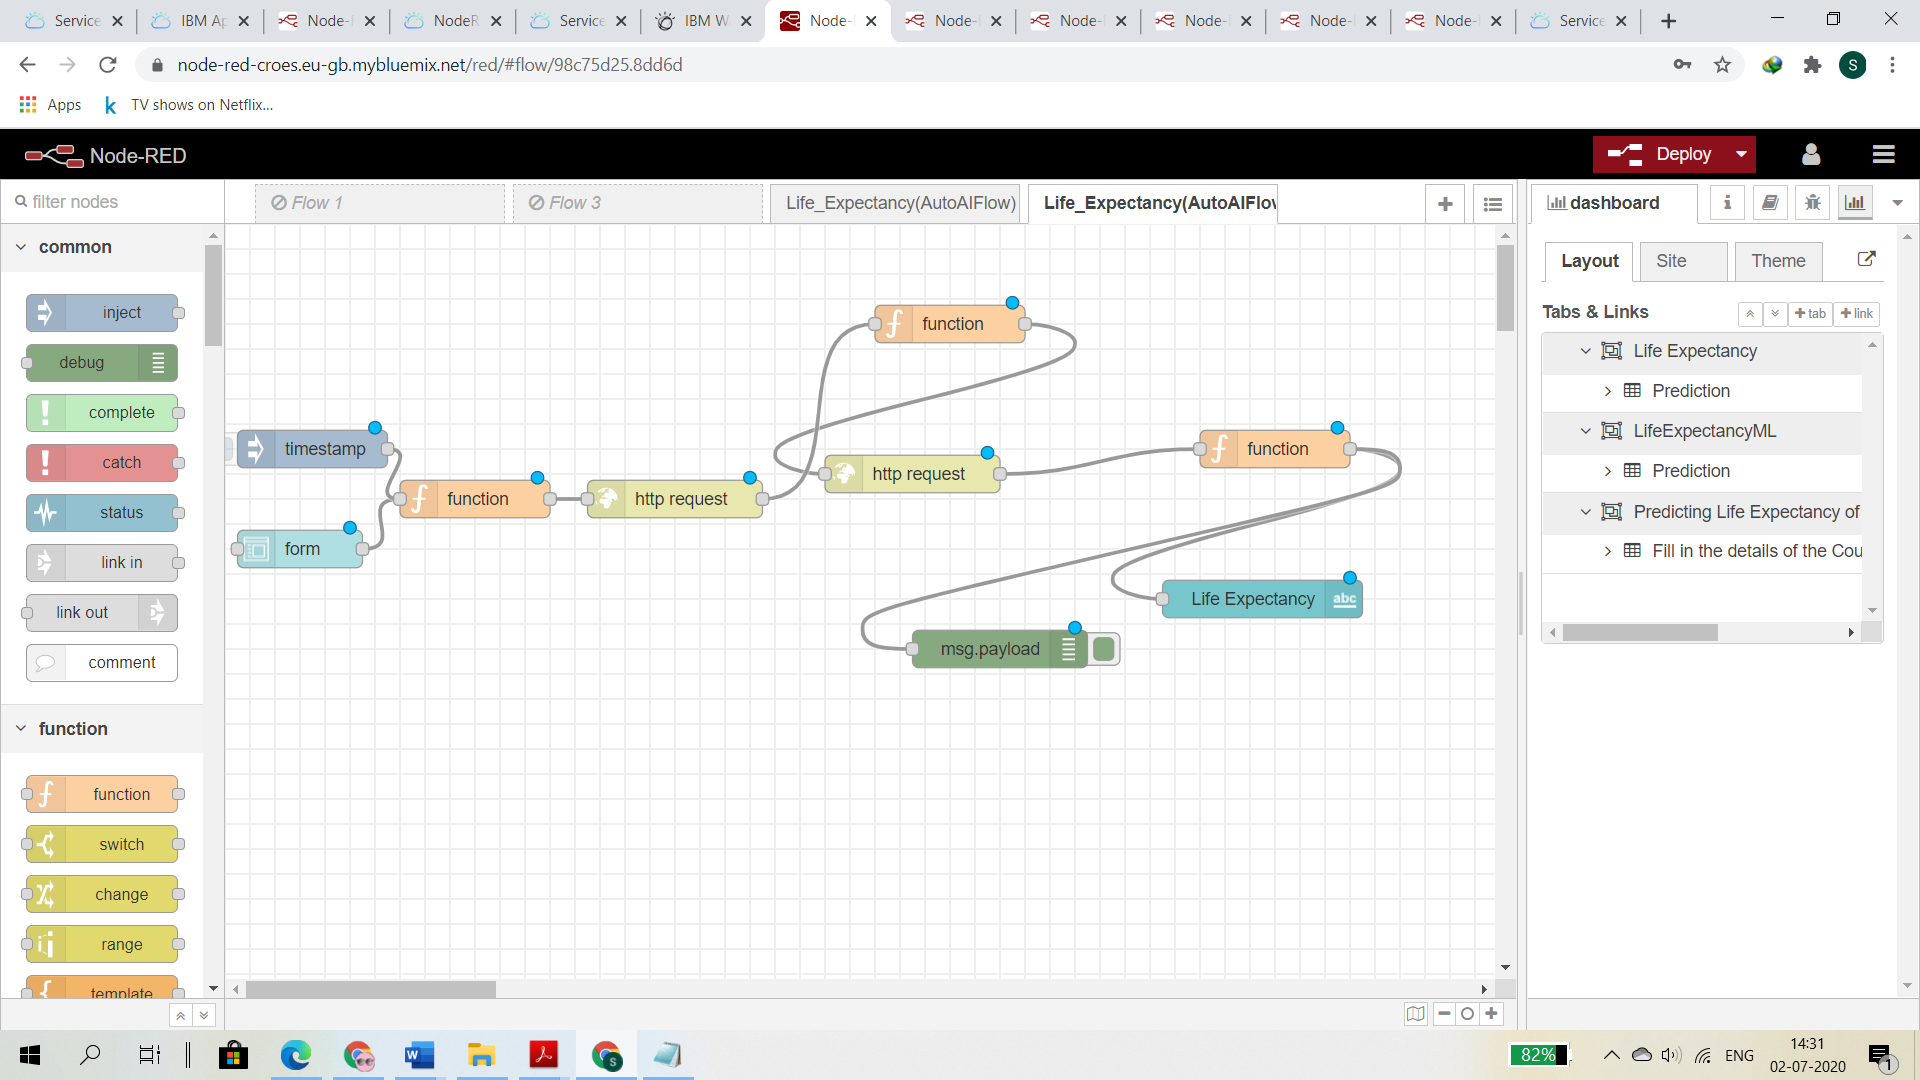 Service
IBM Ap
Node-
NodeR
Service
IBM W
Node-
Node-
Node-
Node-
Node-
Node-
Service
node-red-croes.eu-gb.mybluemix.net/red/#flow/98c75d25.8dd6d
S
Apps
k TV shows on Netflix...
Node-RED
Deploy
filter nodes
Flow 1
Flow 3
Life_Expectancy(AutoAIFlow)
Life_Expectancy(AutoAIFlo
dashboard
i
common
inject
debug
complete
catch
status
link in
link out
comment
function
function
switch
change
range
template
timestamp
form
function
http request
function
http request
function
Life Expectancy abc
msg.payload
Layout
Site
Theme
Tabs & Links
tab
link
Life Expectancy
Prediction
LifeExpectancyML
Prediction
Predicting Life Expectancy of
Fill in the details of the Cou
82%
ENG
14:31
02-07-2020
1